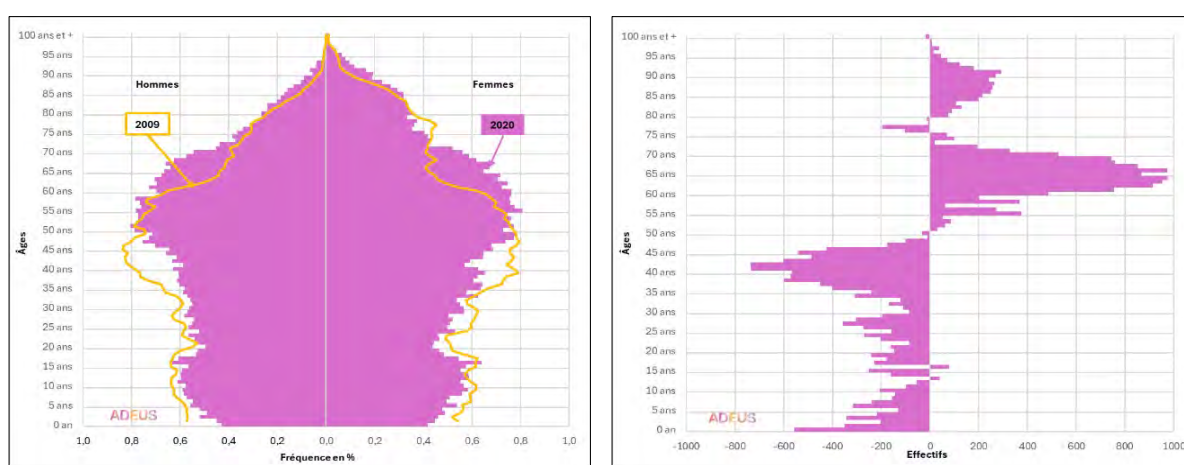 100 ans et +
95 ans
90 ans
85 ans
80 ans
75 ans
70 ans
65 ans
60 ans
55 ans
50 ans
45 ans
40 ans
35 ans
30 ans
25 ans
20 ans
15 ans
10 ans
5 ans
0 an
Âges
Hommes
Femmes
2009
2020
ADEUS
1,0 0,8 0,6 0,4 0,2 0,0 0,2 0,4 0,6 0,8 1,0
Fréquence en %
100 ans et +
95 ans
90 ans
85 ans
80 ans
75 ans
70 ans
65 ans
60 ans
55 ans
50 ans
45 ans
40 ans
35 ans
30 ans
25 ans
20 ans
15 ans
10 ans
5 ans
0 an
Âges
ADEUS
-1000 -800 -600 -400 -200 0 200 400 600 800 1000
Effectifs